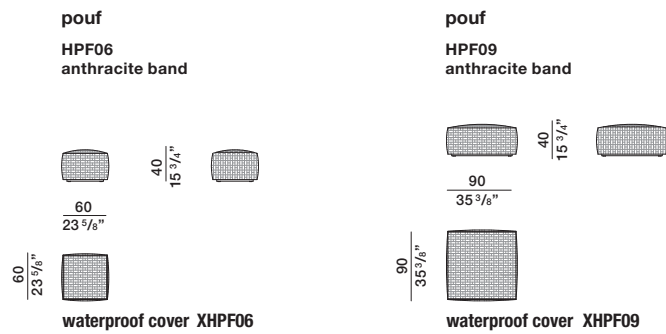 pouf
HPF06
anthracite band
40
15 3/4”
60
23 5/8”
60
23 5/8”
waterproof cover XHPF06
pouf
HPF09
anthracite band
40
15 3/4”
90
35 3/8”
90
35 3/8”
waterproof cover XHPF09